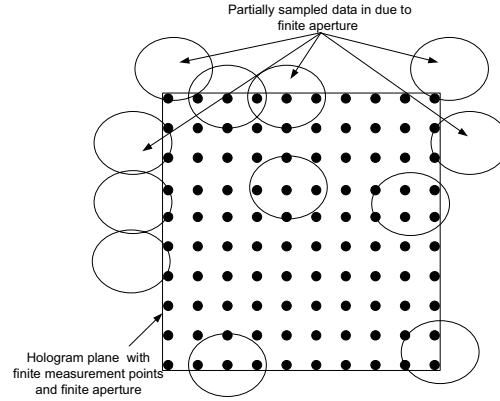 Partially sampled data in due to
finite aperture
Hologram plane with
finite measurement points
and finite aperture